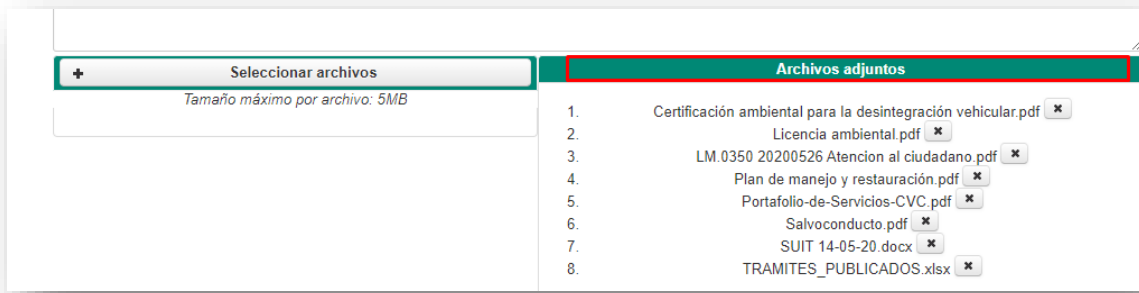 Seleccionar archivos
Tamaño máximo por archivo: 5MB
Archivos adjuntos
1. Certificación ambiental para la desintegración vehicular.pdf
2. Licencia ambiental.pdf
3. LM.0350 20200526 Atencion al ciudadano.pdf
4. Plan de manejo y restauración.pdf
5. Portafolio-de-Servicios-CVC.pdf
6. Salvoconducto.pdf
7. SUIT 14-05-20.docx
8. TRAMITES_PUBLICADOS.xlsx